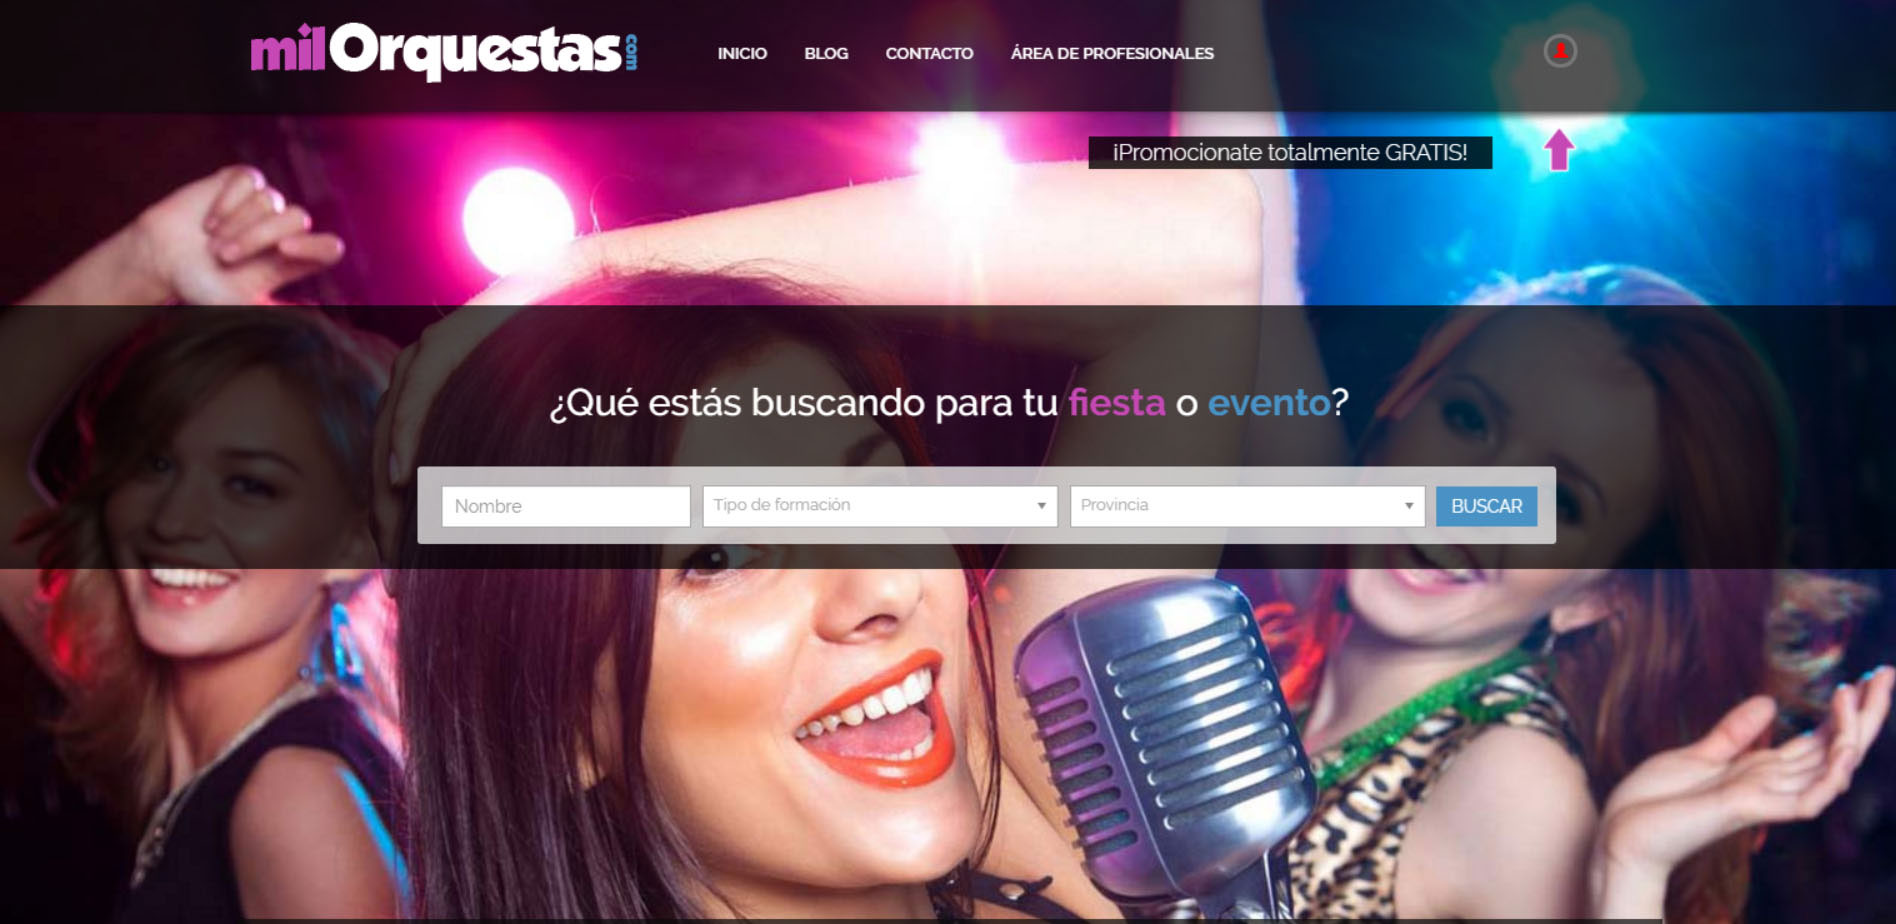 milOrquestas.com
INICIO BLOG CONTACTO ÁREA DE PROFESIONALES
¡Promocionate totalmente GRATIS!
¿Qué estás buscando para tu fiesta o evento?
Nombre Tipo de formación Provincia BUSCAR